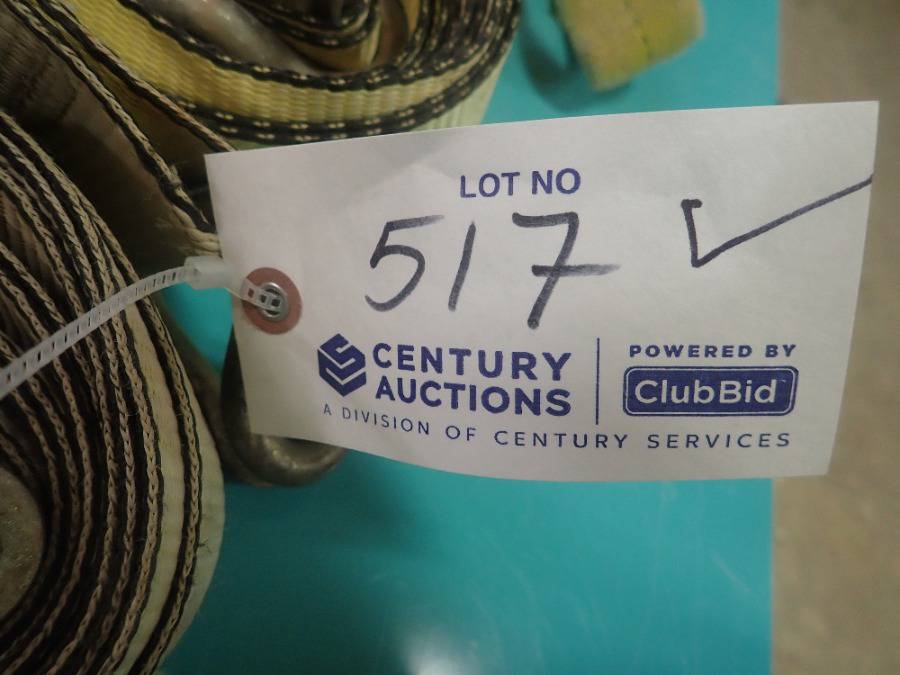 LOT NO
517
CENTURY
AUCTIONS
A DIVISION OF CENTURY SERVICES
POWERED BY
ClubBid